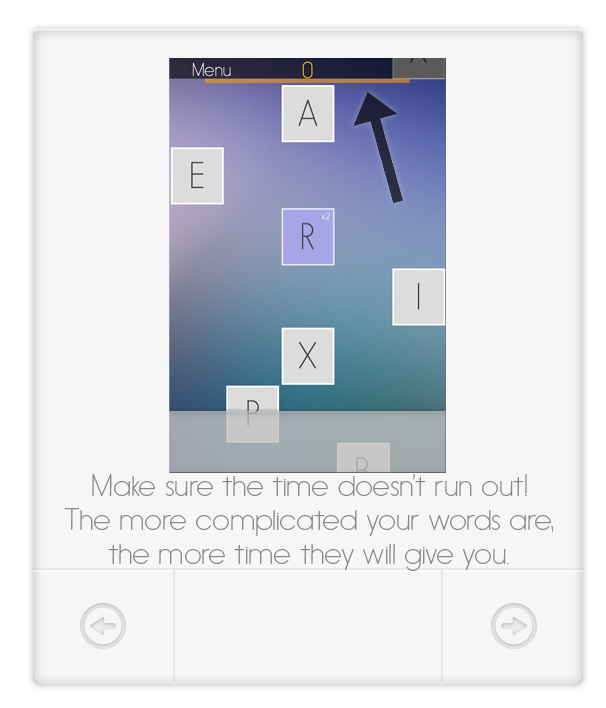 Menu 0
A
E
x2
R
I
X
P
Make sure the time doesn't run out!
The more complicated your words are,
the more time they will give you.